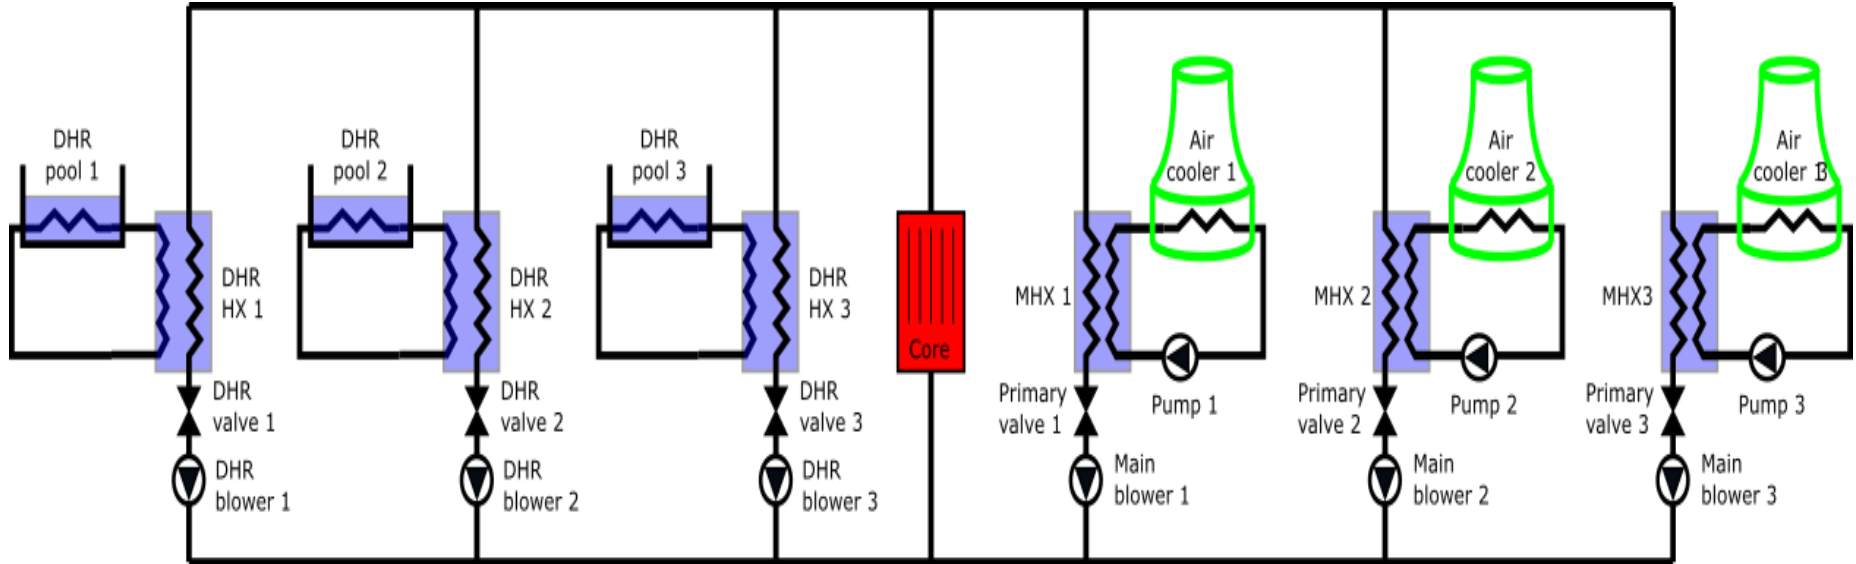 DHR
pool 1
DHR
pool 2
DHR
pool 3
Air
cooler 1
Air
cooler 2
Air
cooler 3
DHR
HX 1
DHR
HX 2
DHR
HX 3
Core
MHX 1
MHX 2
MHX3
DHR
valve 1
DHR
valve 2
DHR
valve 3
Primary
valve 1
Pump 1
Primary
valve 2
Pump 2
Primary
valve 3
Pump 3
DHR
blower 1
DHR
blower 2
DHR
blower 3
Main
blower 1
Main
blower 2
Main
blower 3